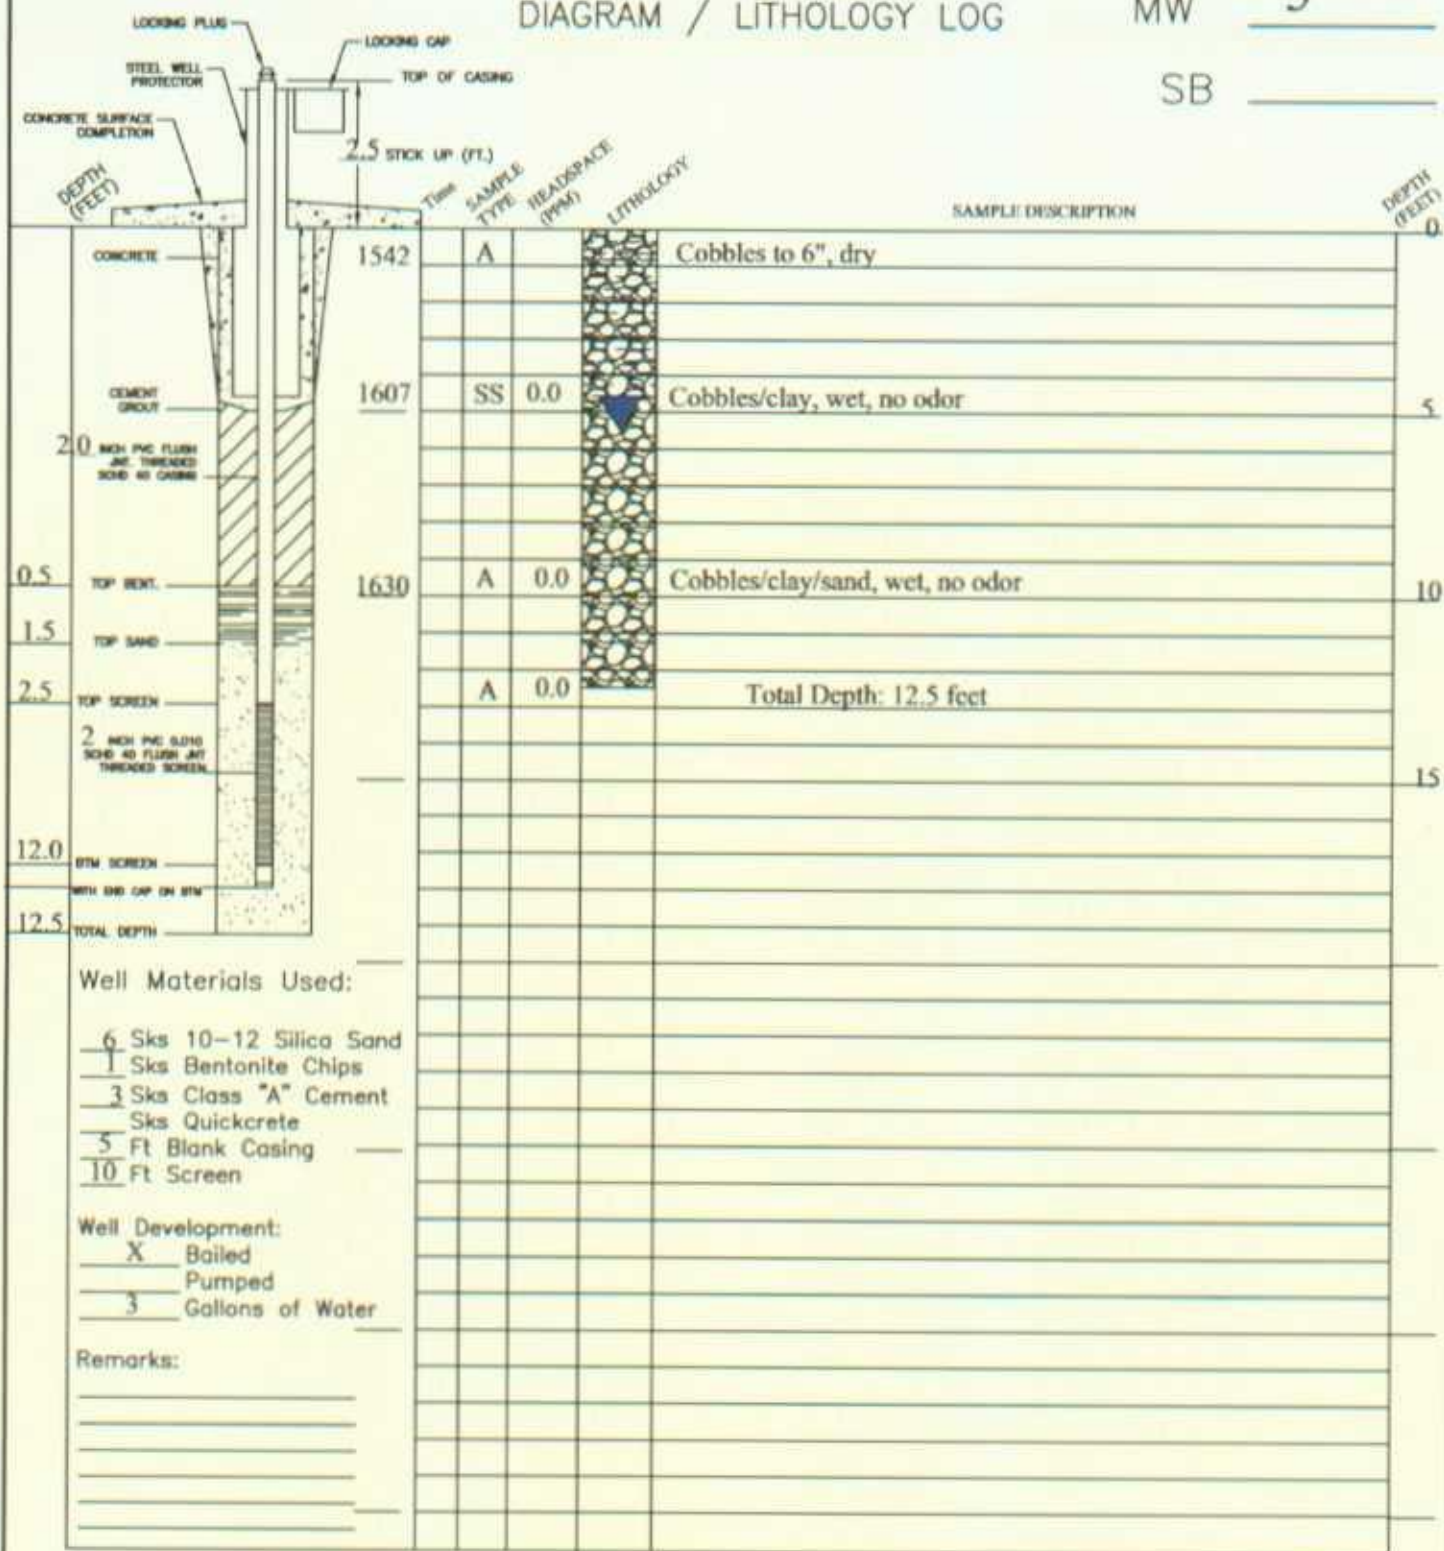 DIAGRAM / LITHOLOGY LOG
MW
SB
LOCKING PLUG
LOCKING CAP
STEEL WELL
PROTECTOR
TOP OF CASING
CONCRETE SURFACE
COMPLETION
2.5 STICK UP (FT.)
DEPTH
(FEET)
Time
SAMPLE
TYPE
HEADSPACE
(PPM)
LITHOLOGY
SAMPLE DESCRIPTION
DEPTH
(FEET)
0
CONCRETE
1542 A Cobbles to 6", dry
CEMENT
GROUT
1607 SS 0.0 Cobbles/clay, wet, no odor
5
2.0 INCH PVC FLUSH
JNT. THREADED
SCHD 40 CASING
0.5 TOP BENT.
1630 A 0.0 Cobbles/clay/sand, wet, no odor
10
1.5 TOP SAND
2.5 TOP SCREEN
A 0.0 Total Depth: 12.5 feet
2 INCH PVC 0.010
SCHD 40 FLUSH JNT
THREADED SCREEN
15
12.0 BTM SCREEN
WITH END CAP ON BTM
12.5 TOTAL DEPTH
Well Materials Used:
6 Sks 10-12 Silica Sand
1 Sks Bentonite Chips
3 Sks Class "A" Cement
Sks Quickcrete
5 Ft Blank Casing
10 Ft Screen
Well Development:
X Bailed
Pumped
3 Gallons of Water
Remarks: